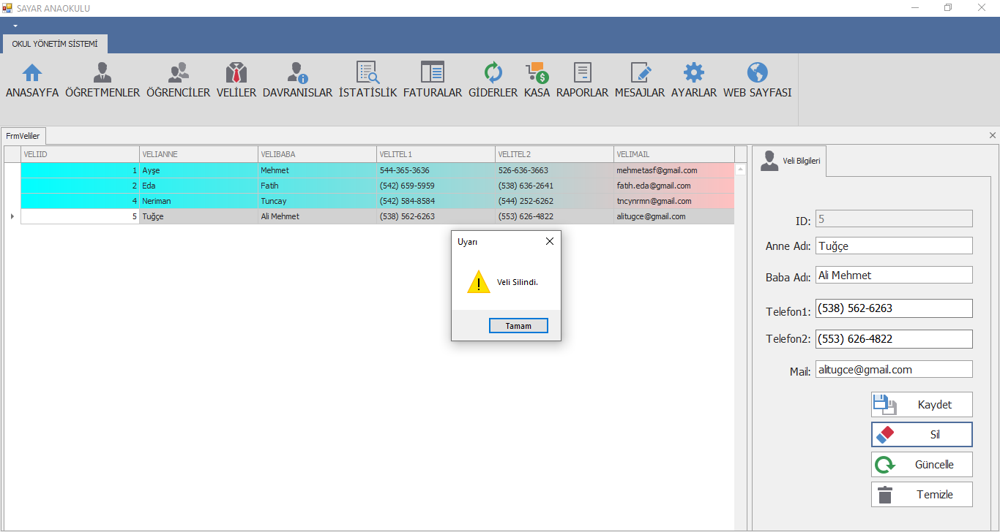 SAYAR ANAOKULU
OKUL YÖNETİM SİSTEMİ
ANASAYFA ÖĞRETMENLER ÖĞRENCİLER VELİLER DAVRANISLAR İSTATİSLİK FATURALAR GİDERLER KASA RAPORLAR MESAJLAR AYARLAR WEB SAYFASI
FrmVeliler
VELIID VELIANNE VELIBABA VELITEL1 VELITEL2 VELIMAIL
1 Ayşe Mehmet 544-365-3636 526-636-3663 mehmetasf@gmail.com
2 Eda Fatih (542) 659-5959 (538) 636-2641 fatih.eda@gmail.com
4 Neriman Tuncay (542) 584-8584 (544) 252-6262 tncynrmn@gmail.com
5 Tuğçe Ali Mehmet (538) 562-6263 (553) 626-4822 alitugce@gmail.com
Uyarı
Veli Silindi.
Tamam
Veli Bilgileri
ID: 5
Anne Adı: Tuğçe
Baba Adı: Ali Mehmet
Telefon1: (538) 562-6263
Telefon2: (553) 626-4822
Mail: alitugce@gmail.com
Kaydet
Sil
Güncelle
Temizle